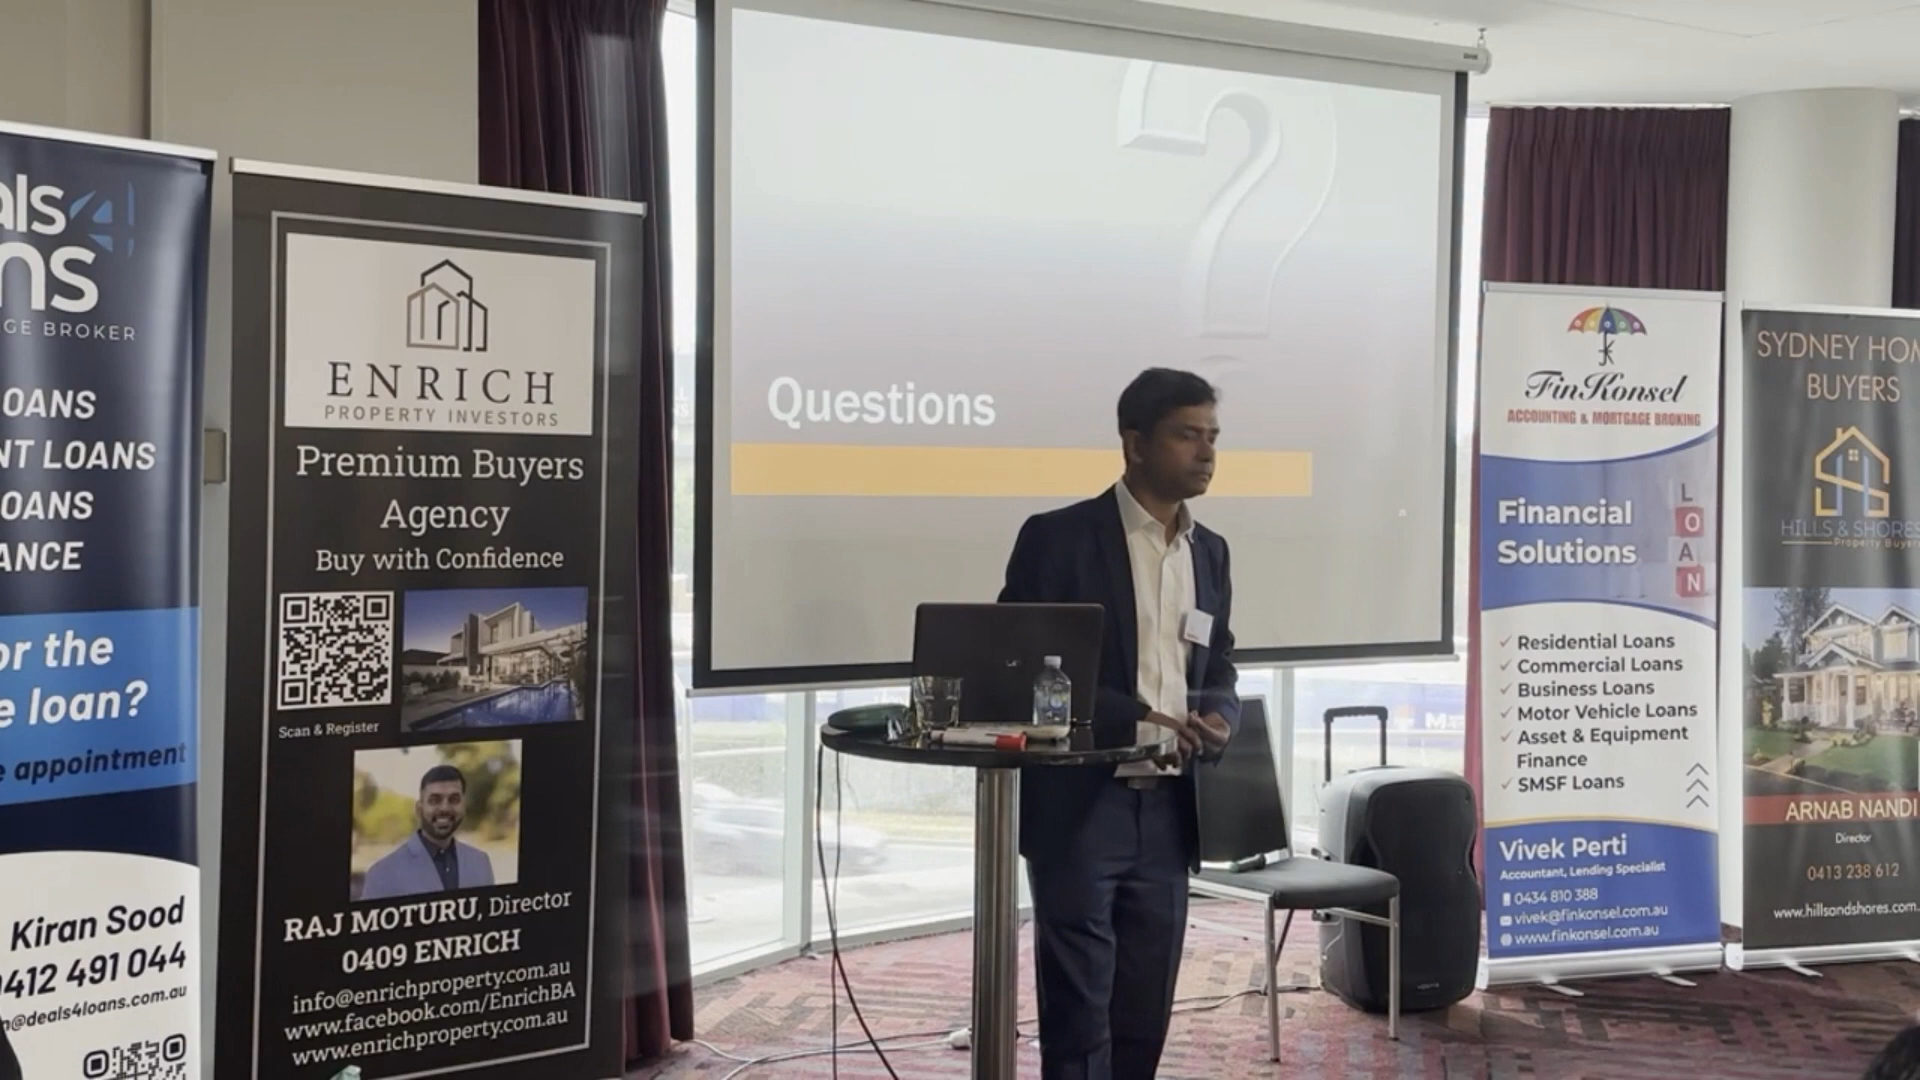 als4
ns
GE BROKER
OANS
NT LOANS
OANS
ANCE
or the
e loan?
e appointment
Kiran Sood
0412 491 044
n@deals4loans.com.au
ENRICH
PROPERTY INVESTORS
Premium Buyers
Agency
Buy with Confidence
Scan & Register
RAJ MOTURU, Director
0409 ENRICH
info@enrichproperty.com.au
www.facebook.com/EnrichBA
www.enrichproperty.com.au
Questions
FinKonsel
ACCOUNTING & MORTGAGE BROKING
Financial
Solutions
L
O
A
N
✓ Residential Loans
✓ Commercial Loans
✓ Business Loans
✓ Motor Vehicle Loans
✓ Asset & Equipment
Finance
✓ SMSF Loans
Vivek Perti
Accountant, Lending Specialist
0434 810 388
vivek@finkonsel.com.au
www.finkonsel.com.au
SYDNEY HOM
BUYERS
HILLS & SHORES
Property Buyers
ARNAB NANDI
Director
0413 238 612
www.hillsandshores.com.